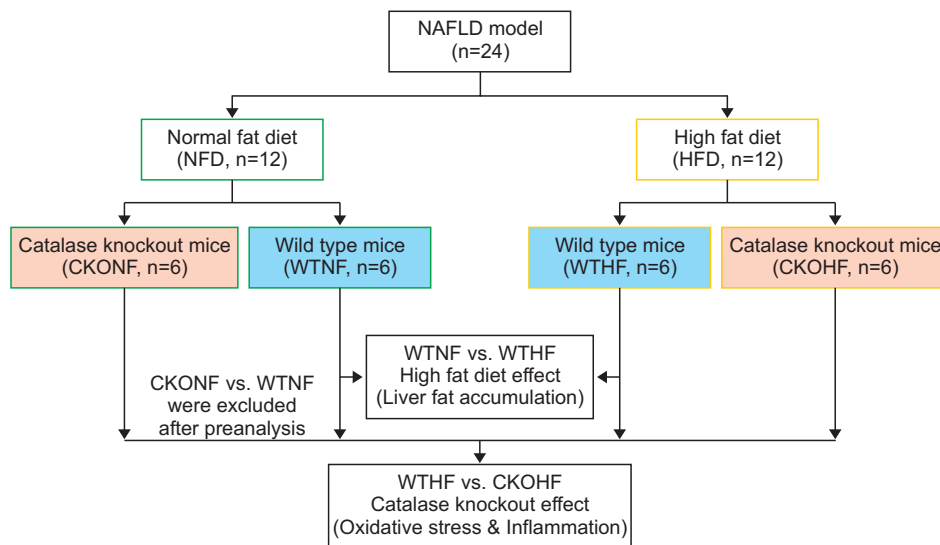 NAFLD model
(n=24)
Normal fat diet
(NFD, n=12)
High fat diet
(HFD, n=12)
Catalase knockout mice
(CKONF, n=6)
Wild type mice
(WTNF, n=6)
Wild type mice
(WTHF, n=6)
Catalase knockout mice
(CKOHF, n=6)
WTNF vs. WTHF
High fat diet effect
(Liver fat accumulation)
CKONF vs. WTNF
were excluded
after preanalysis
WTHF vs. CKOHF
Catalase knockout effect
(Oxidative stress & Inflammation)